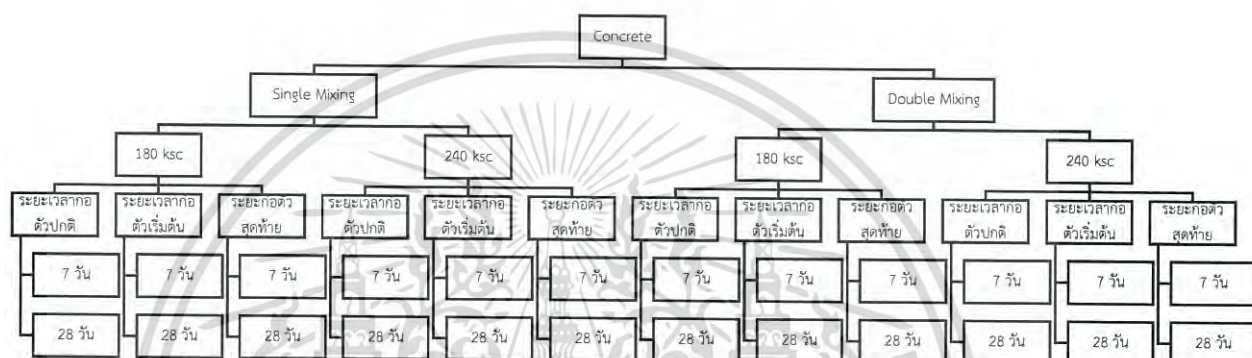 Concrete
Single Mixing
Double Mixing
180 ksc
240 ksc
180 ksc
240 ksc
ระยะเวลาก่อ
ตัวปกติ
ระยะเวลาก่อ
ตัวเริ่มต้น
ระยะก่อตัว
สุดท้าย
ระยะเวลาก่อ
ตัวปกติ
ระยะเวลาก่อ
ตัวเริ่มต้น
ระยะก่อตัว
สุดท้าย
ระยะเวลาก่อ
ตัวปกติ
ระยะเวลาก่อ
ตัวเริ่มต้น
ระยะก่อตัว
สุดท้าย
ระยะเวลาก่อ
ตัวปกติ
ระยะเวลาก่อ
ตัวเริ่มต้น
ระยะก่อตัว
สุดท้าย
7 วัน
7 วัน
7 วัน
7 วัน
7 วัน
7 วัน
7 วัน
7 วัน
7 วัน
7 วัน
7 วัน
7 วัน
28 วัน
28 วัน
28 วัน
28 วัน
28 วัน
28 วัน
28 วัน
28 วัน
28 วัน
28 วัน
28 วัน
28 วัน